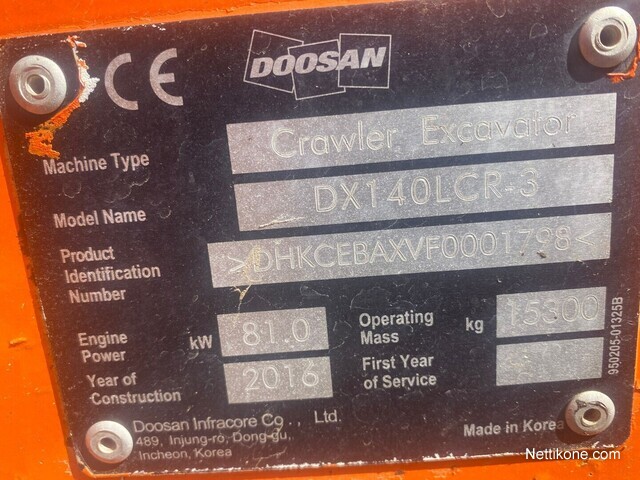 CE
DOOSAN
Machine Type Crawler Excavator
Model Name DX140LCR-3
Product
Identification >DHKCEBAXVF0001798<
Number
Engine
Power kW 81.0
Operating
Mass kg 15300
Year of
Construction 2016
First Year
of Service
Doosan Infracore Co., Ltd.
489, Injung-ro, Dong-gu,
Incheon, Korea
Made in Korea
950205-01325B
Nettikone.com